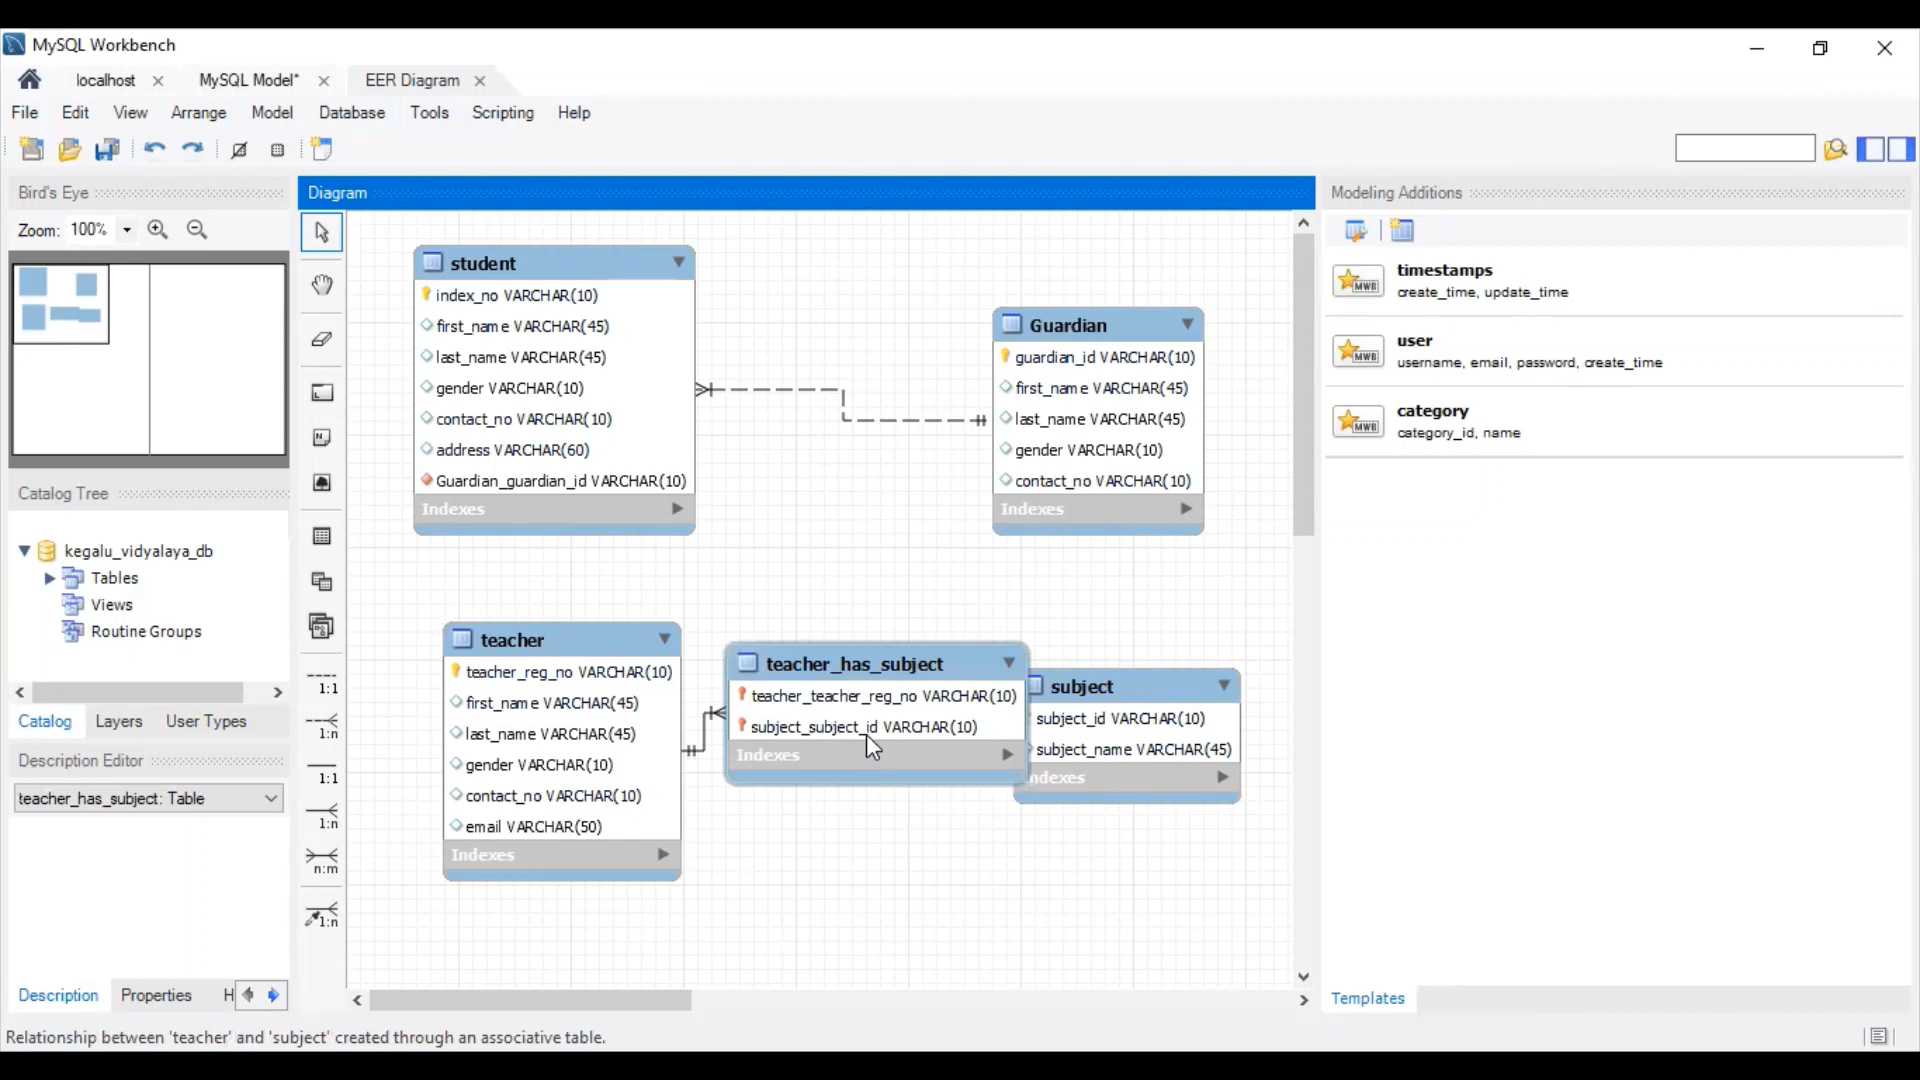 MySQL Workbench
localhost
MySQL Model*
EER Diagram
File Edit View Arrange Model Database Tools Scripting Help
Bird's Eye
Zoom: 100%
Catalog Tree
kegalu_vidyalaya_db
Tables
Views
Routine Groups
Catalog Layers User Types
Description Editor
teacher_has_subject: Table
Description Properties H
Diagram
1:1
1:n
1:1
1:n
n:m
1:n
student
index_no VARCHAR(10)
first_name VARCHAR(45)
last_name VARCHAR(45)
gender VARCHAR(10)
contact_no VARCHAR(10)
address VARCHAR(60)
Guardian_guardian_id VARCHAR(10)
Indexes
Guardian
guardian_id VARCHAR(10)
first_name VARCHAR(45)
last_name VARCHAR(45)
gender VARCHAR(10)
contact_no VARCHAR(10)
Indexes
teacher
teacher_reg_no VARCHAR(10)
first_name VARCHAR(45)
last_name VARCHAR(45)
gender VARCHAR(10)
contact_no VARCHAR(10)
email VARCHAR(50)
Indexes
teacher_has_subject
teacher_teacher_reg_no VARCHAR(10)
subject_subject_id VARCHAR(10)
Indexes
subject
subject_id VARCHAR(10)
subject_name VARCHAR(45)
ndexes
Modeling Additions
MWB
timestamps
create_time, update_time
MWB
user
username, email, password, create_time
MWB
category
category_id, name
Templates
Relationship between 'teacher' and 'subject' created through an associative table.